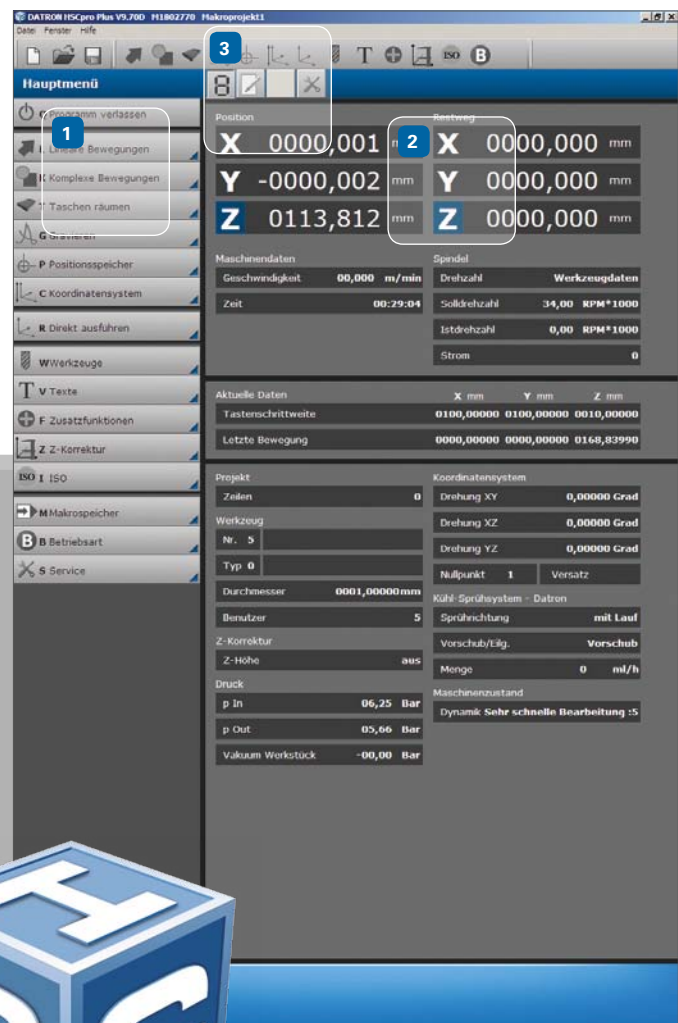 DATRON HSCpro Plus V9.70D M1802770 Makroprojekt1
Datei Fenster Hilfe
T ISO B
3
Hauptmenü
Programm verlassen
1
L Lineare Bewegungen
K Komplexe Bewegungen
T Taschen räumen
G Gravieren
P Positionsspeicher
C Koordinatensystem
R Direkt ausführen
W Werkzeuge
T V Texte
F Zusatzfunktionen
Z Z-Korrektur
ISO I ISO
M Makrospeicher
B B Betriebsart
S Service
Position
X 0000,001
Y -0000,002 mm
Z 0113,812 mm
2
Restweg
X 0000,000 mm
Y 0000,000 mm
Z 0000,000 mm
Maschinendaten
Geschwindigkeit 00,000 m/min
Zeit 00:29:04
Spindel
Drehzahl Werkzeugdaten
Solldrehzahl 34,00 RPM*1000
Istdrehzahl 0,00 RPM*1000
Strom 0
Aktuelle Daten X mm Y mm Z mm
Tastenschrittweite 0100,00000 0100,00000 0010,00000
Letzte Bewegung 0000,00000 0000,00000 0168,83990
Projekt
Zeilen 0
Werkzeug
Nr. 5
Typ 0
Durchmesser 0001,00000mm
Benutzer 5
Z-Korrektur
Z-Höhe aus
Druck
p In 06,25 Bar
p Out 05,66 Bar
Vakuum Werkstück -00,00 Bar
Koordinatensystem
Drehung XY 0,00000 Grad
Drehung XZ 0,00000 Grad
Drehung YZ 0,00000 Grad
Nullpunkt 1 Versatz
Kühl-Sprühsystem - Datron
Sprührichtung mit Lauf
Vorschub/Eilg. Vorschub
Menge 0 ml/h
Maschinenzustand
Dynamik Sehr schnelle Bearbeitung :5
H
C